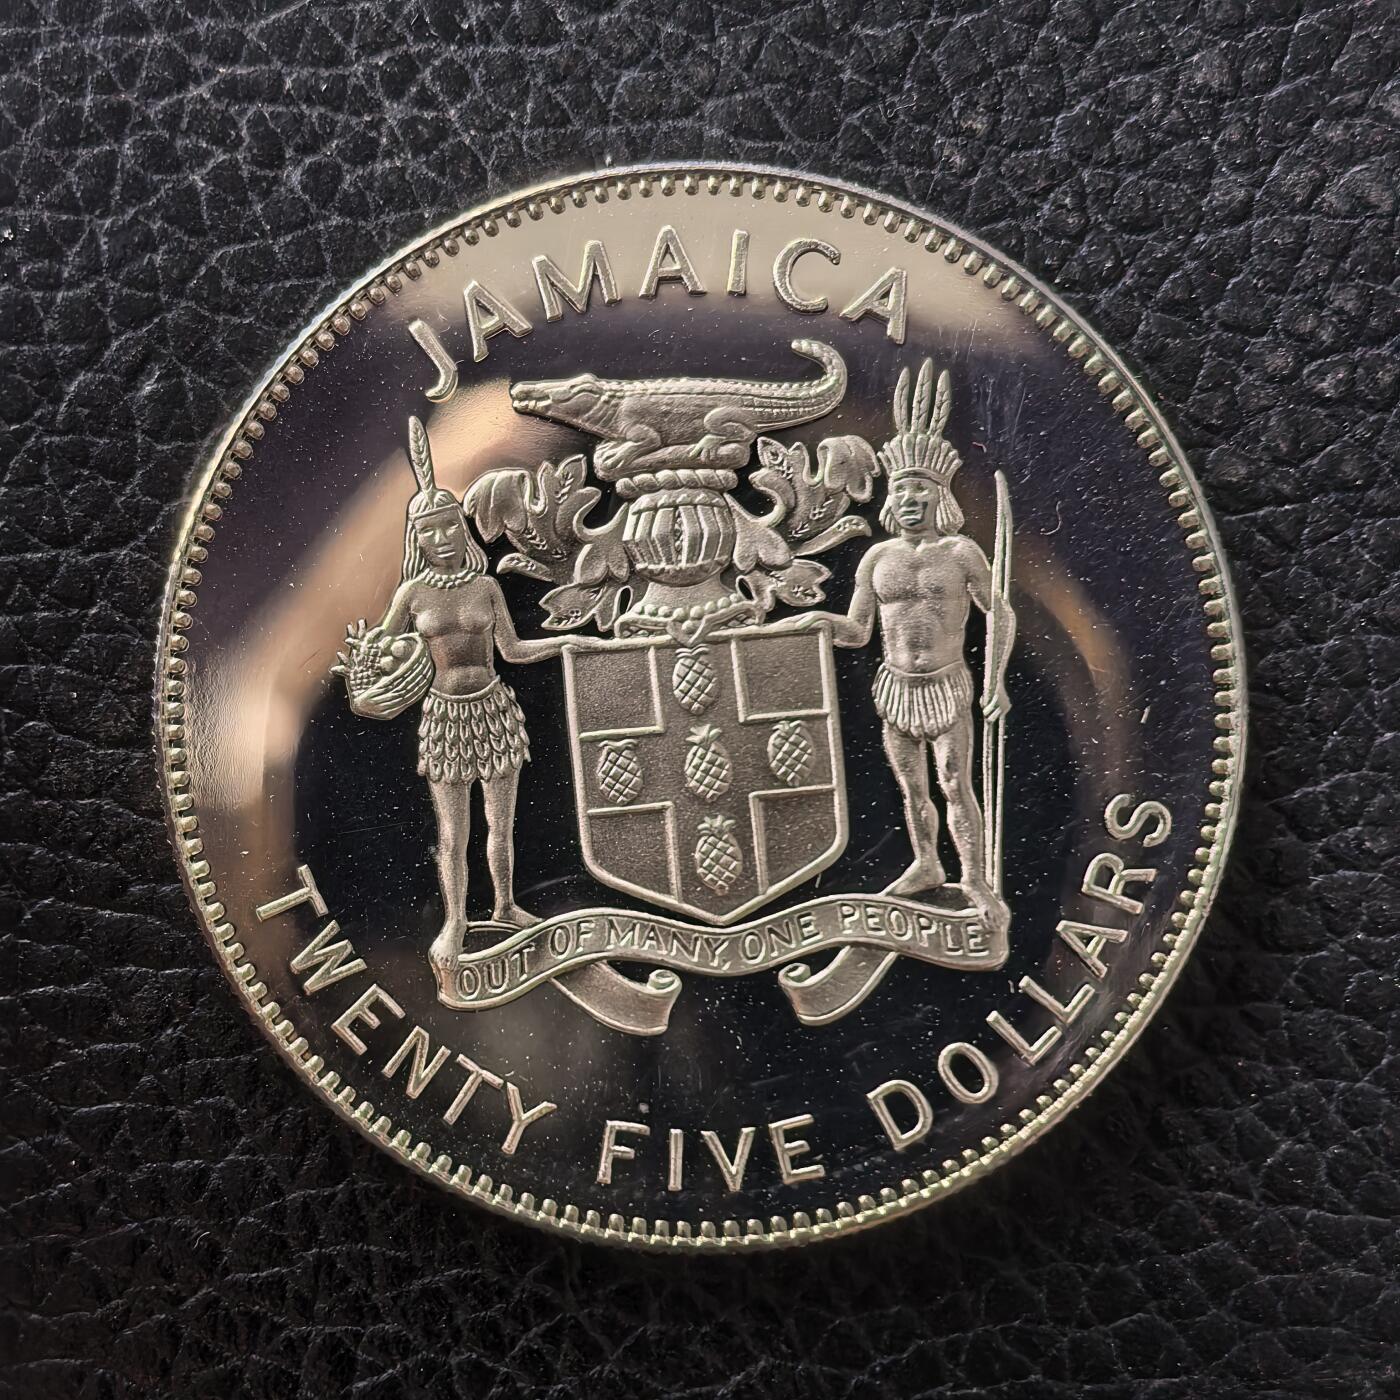 JAMAICA
OUT OF MANY, ONE PEOPLE
TWENTY FIVE DOLLARS